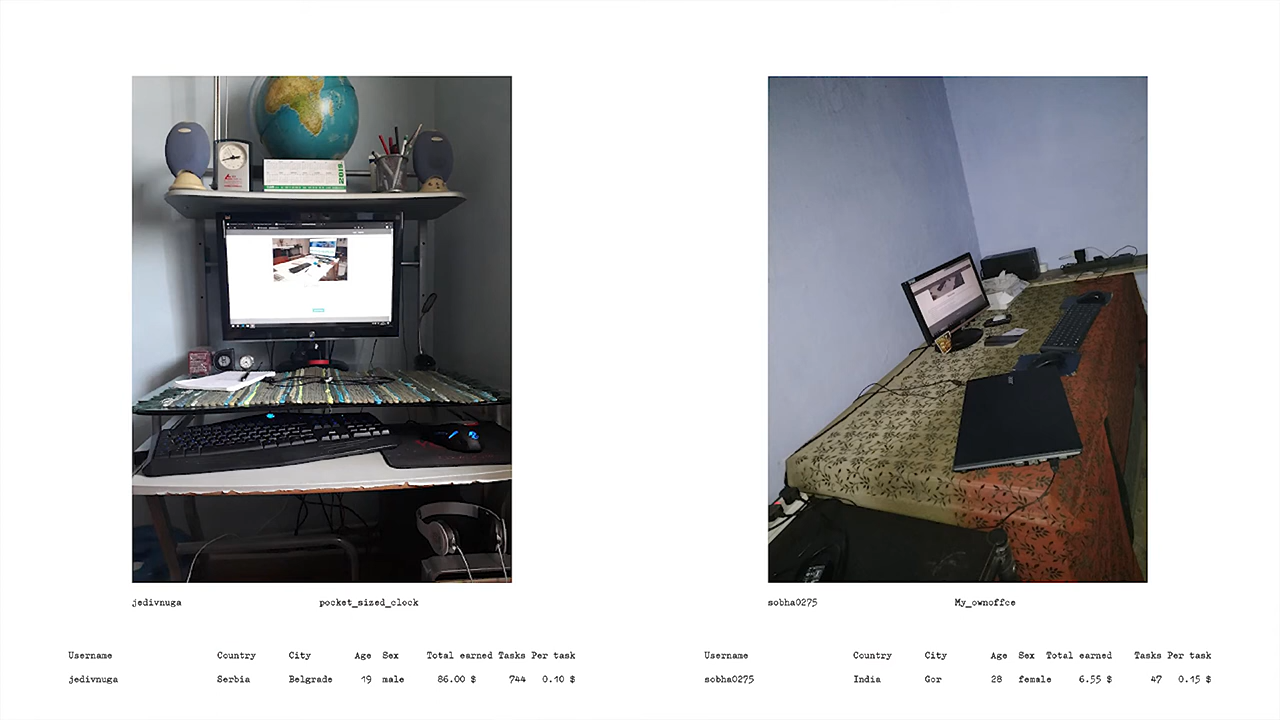 2015
jedivnuga pocket_sized_clock
Username Country City Age Sex Total earned Tasks Per task
jedivnuga Serbia Belgrade 19 male 86.00 $ 744 0.10 $
sobha0275 My_ownoffce
Username Country City Age Sex Total earned Tasks Per task
sobha0275 India Gor 28 female 6.55 $ 47 0.15 $